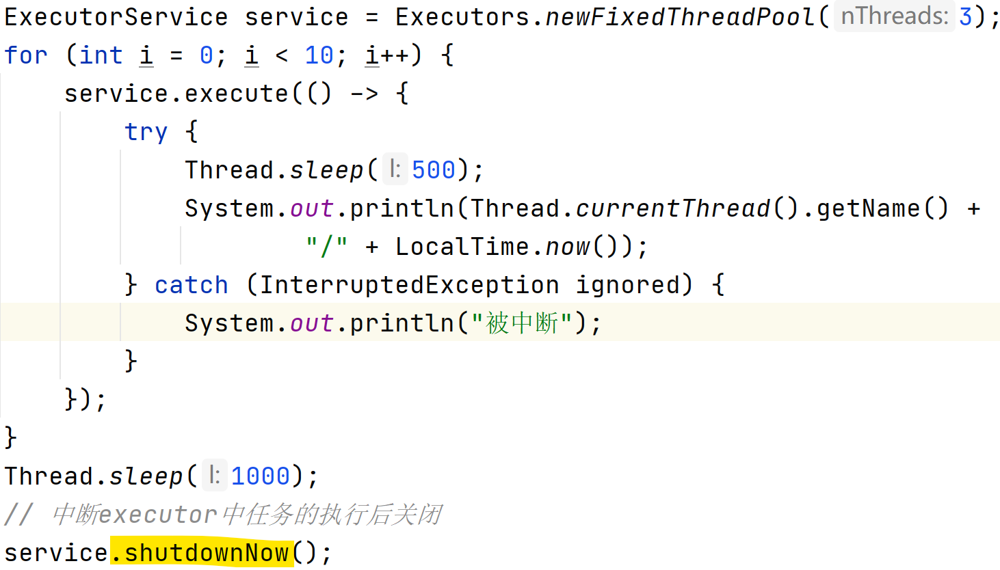 ExecutorService service = Executors.newFixedThreadPool( nThreads: 3);
for (int i = 0; i < 10; i++) {
service.execute(() -> {
try {
Thread.sleep( l: 500);
System.out.println(Thread.currentThread().getName() +
"/" + LocalTime.now());
} catch (InterruptedException ignored) {
System.out.println("被中断");
}
});
}
Thread.sleep( l: 1000);
// 中断executor中任务的执行后关闭
service.shutdownNow();